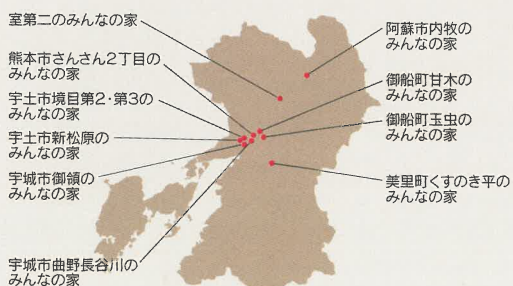 室第二のみんなの家
熊本市さんさん2丁目の
みんなの家
宇土市境目第2・第3の
みんなの家
宇土市新松原の
みんなの家
宇城市御領の
みんなの家
宇城市曲野長谷川の
みんなの家
阿蘇市内牧の
みんなの家
御船町甘木の
みんなの家
御船町玉虫の
みんなの家
美里町くすのき平の
みんなの家